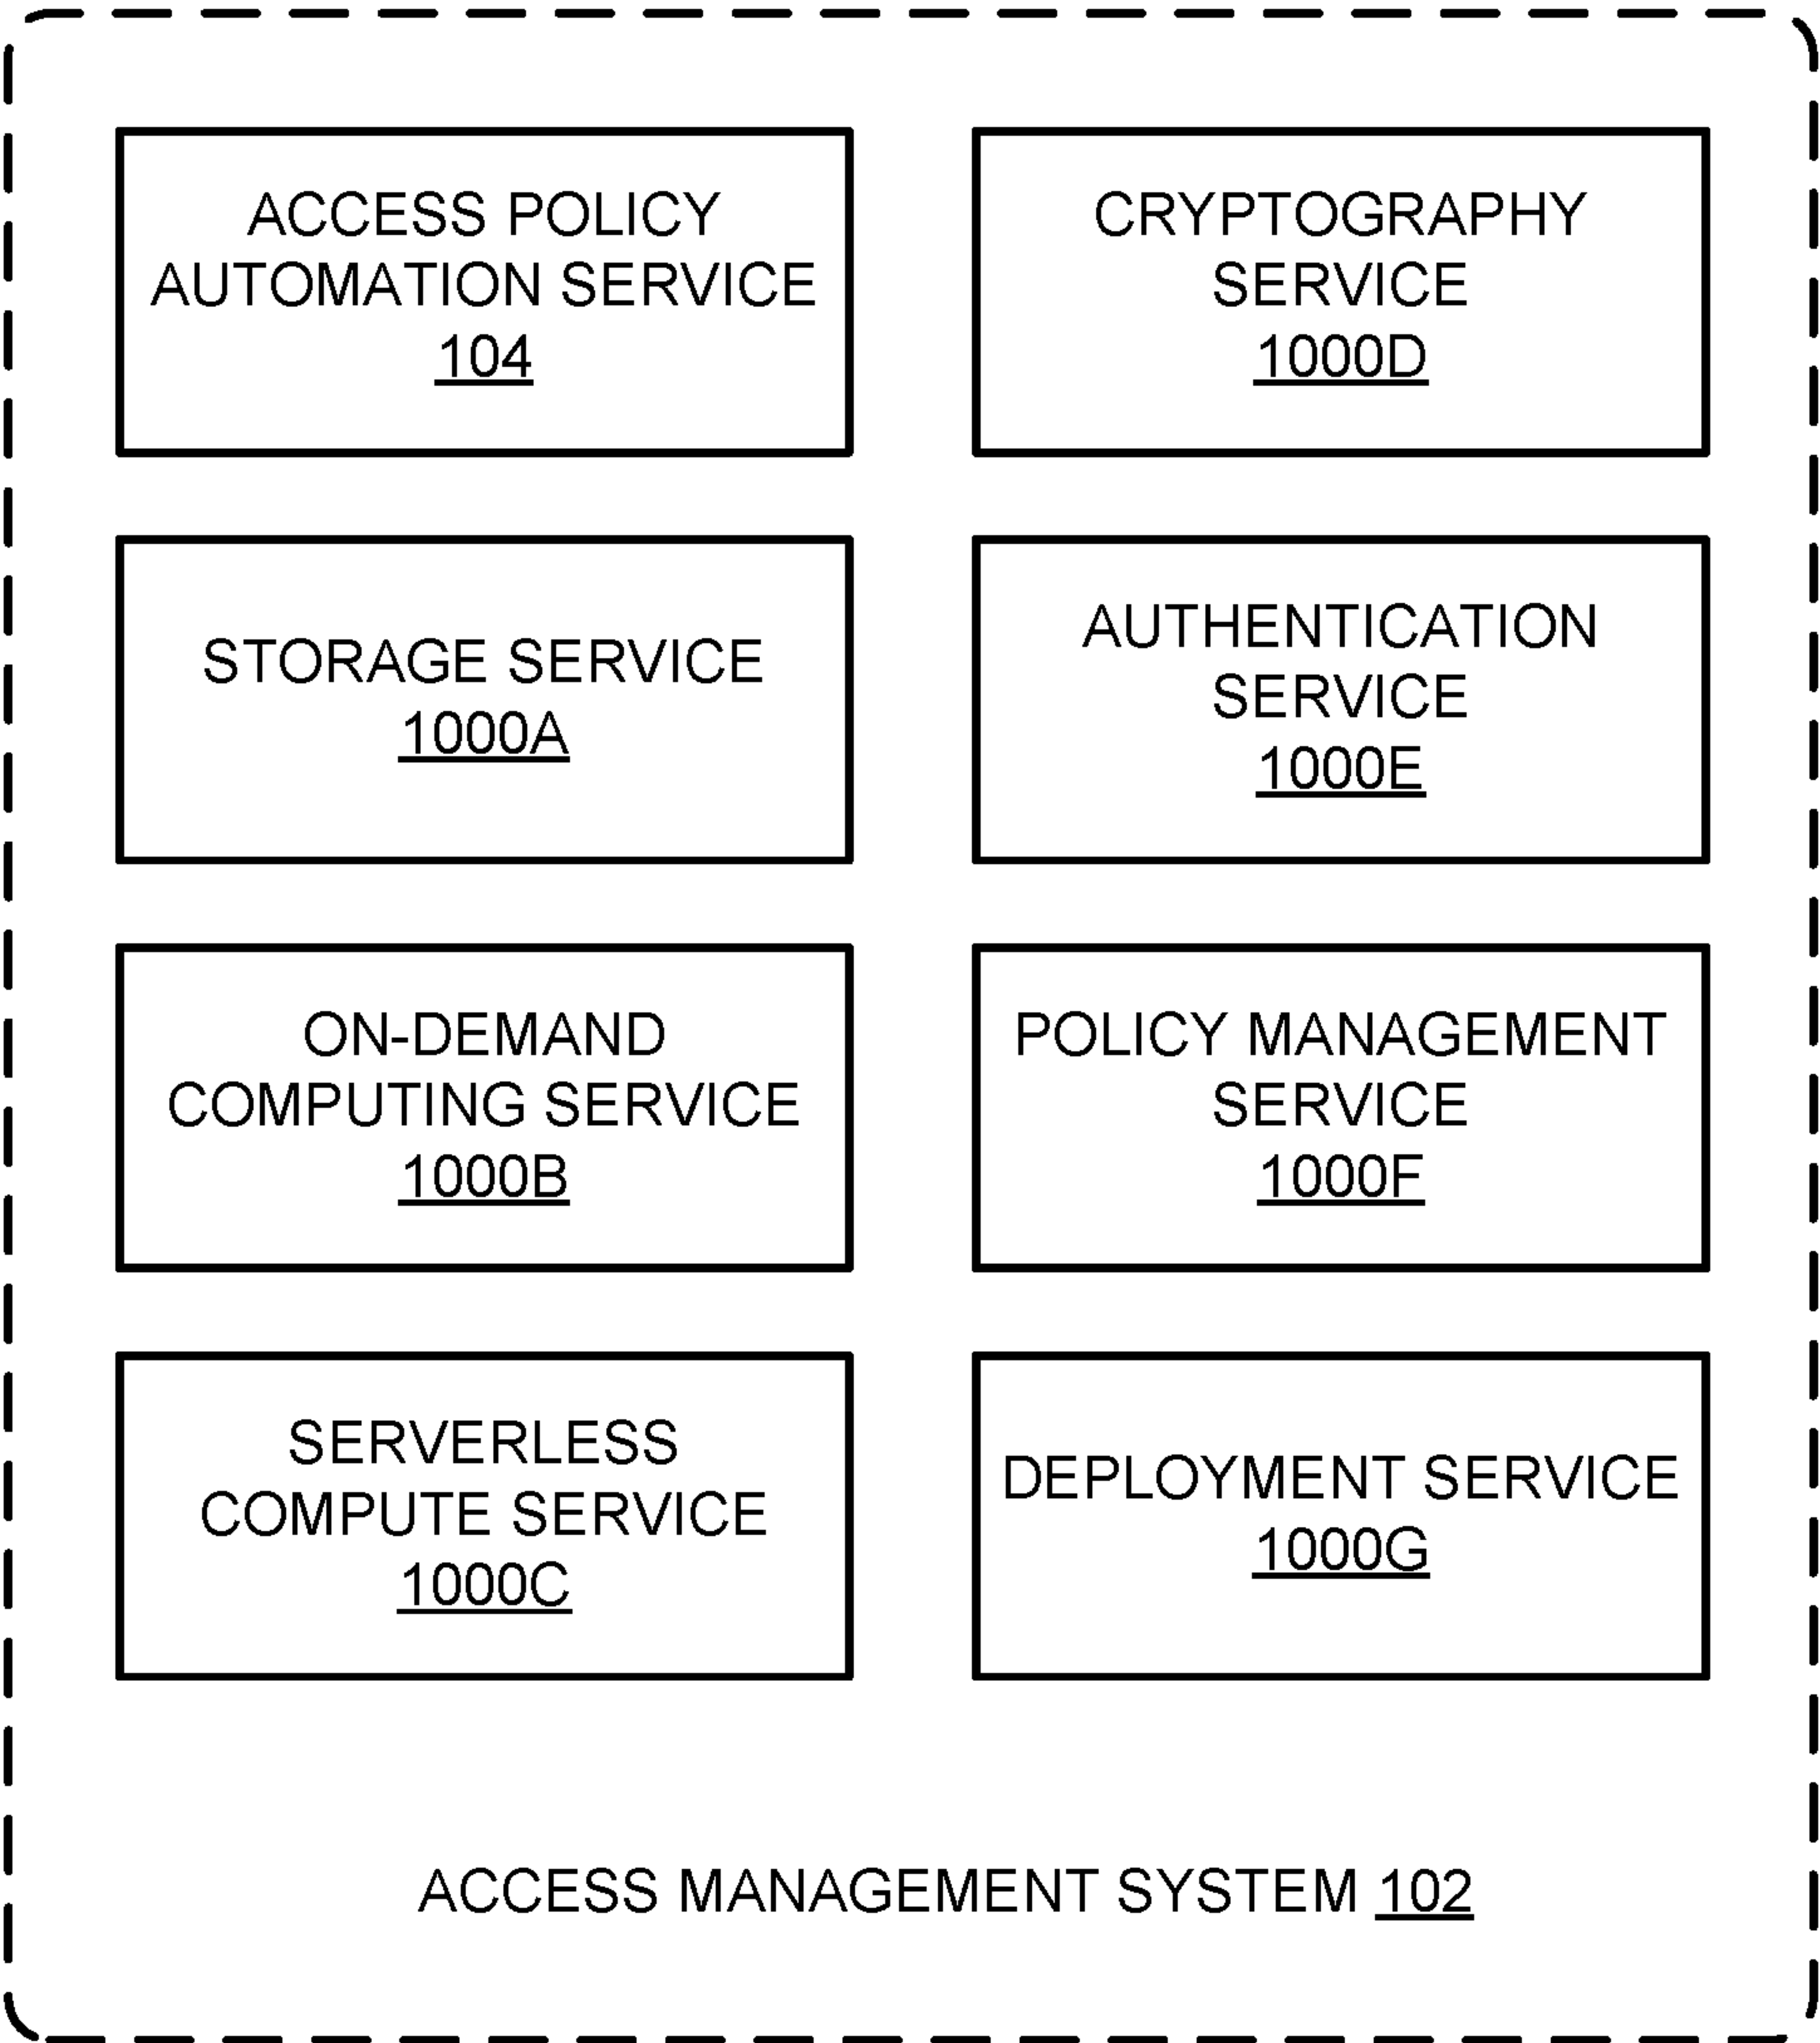 ACCESS POLICY
AUTOMATION SERVICE
104
CRYPTOGRAPHY
SERVICE
1000D
STORAGE SERVICE
1000A
AUTHENTICATION
SERVICE
1000E
ON-DEMAND
COMPUTING SERVICE
1000B
POLICY MANAGEMENT
SERVICE
1000F
SERVERLESS
COMPUTE SERVICE
1000C
DEPLOYMENT SERVICE
1000G
ACCESS MANAGEMENT SYSTEM 102